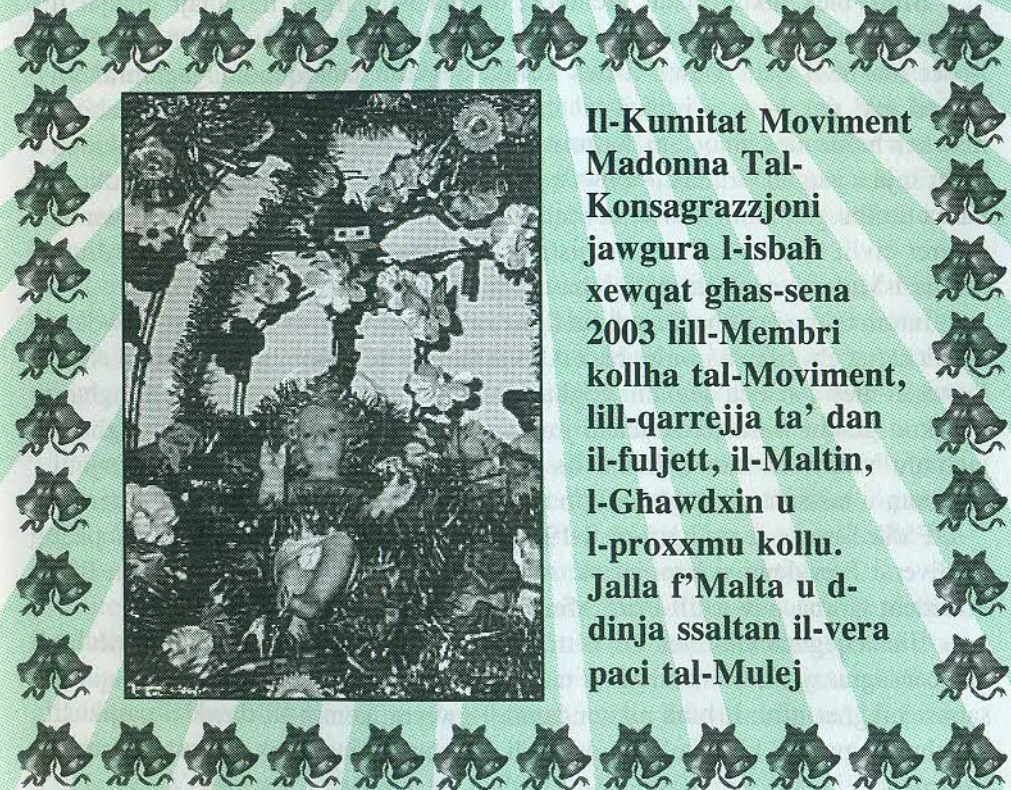 Il-Kumitat Moviment
Madonna Tal-
Konsagrazzjoni
jawgura l-isbaħ
xewqat għas-sena
2003 lill-Membri
kollha tal-Moviment,
lill-qarrejja ta’ dan
il-fuljett, il-Maltin,
l-Għawdxin u
l-proxxmu kollu.
Jalla f’Malta u d-
dinja ssaltan il-vera
paci tal-Mulej